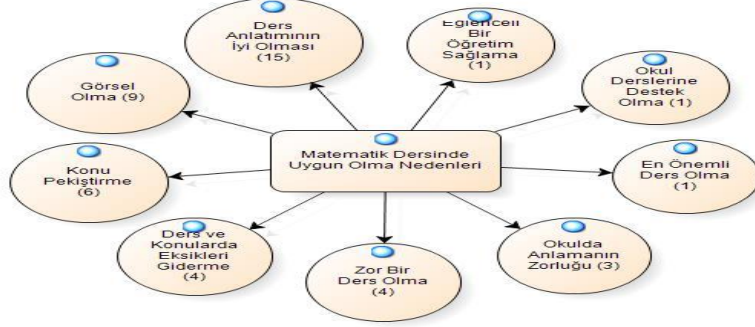 Ders
Anlatımının
İyi Olması
(15)
Eğlenceli
Bir
Öğretim
Sağlama
(1)
Görsel
Olma (9)
Okul
Derslerine
Destek
Olma (1)
Matematik Dersinde
Uygun Olma Nedenleri
Konu
Pekiştirme
(6)
En Önemli
Ders Olma
(1)
Ders ve
Konularda
Eksikleri
Giderme
(4)
Zor Bir
Ders Olma
(4)
Okulda
Anlamanın
Zorluğu (3)